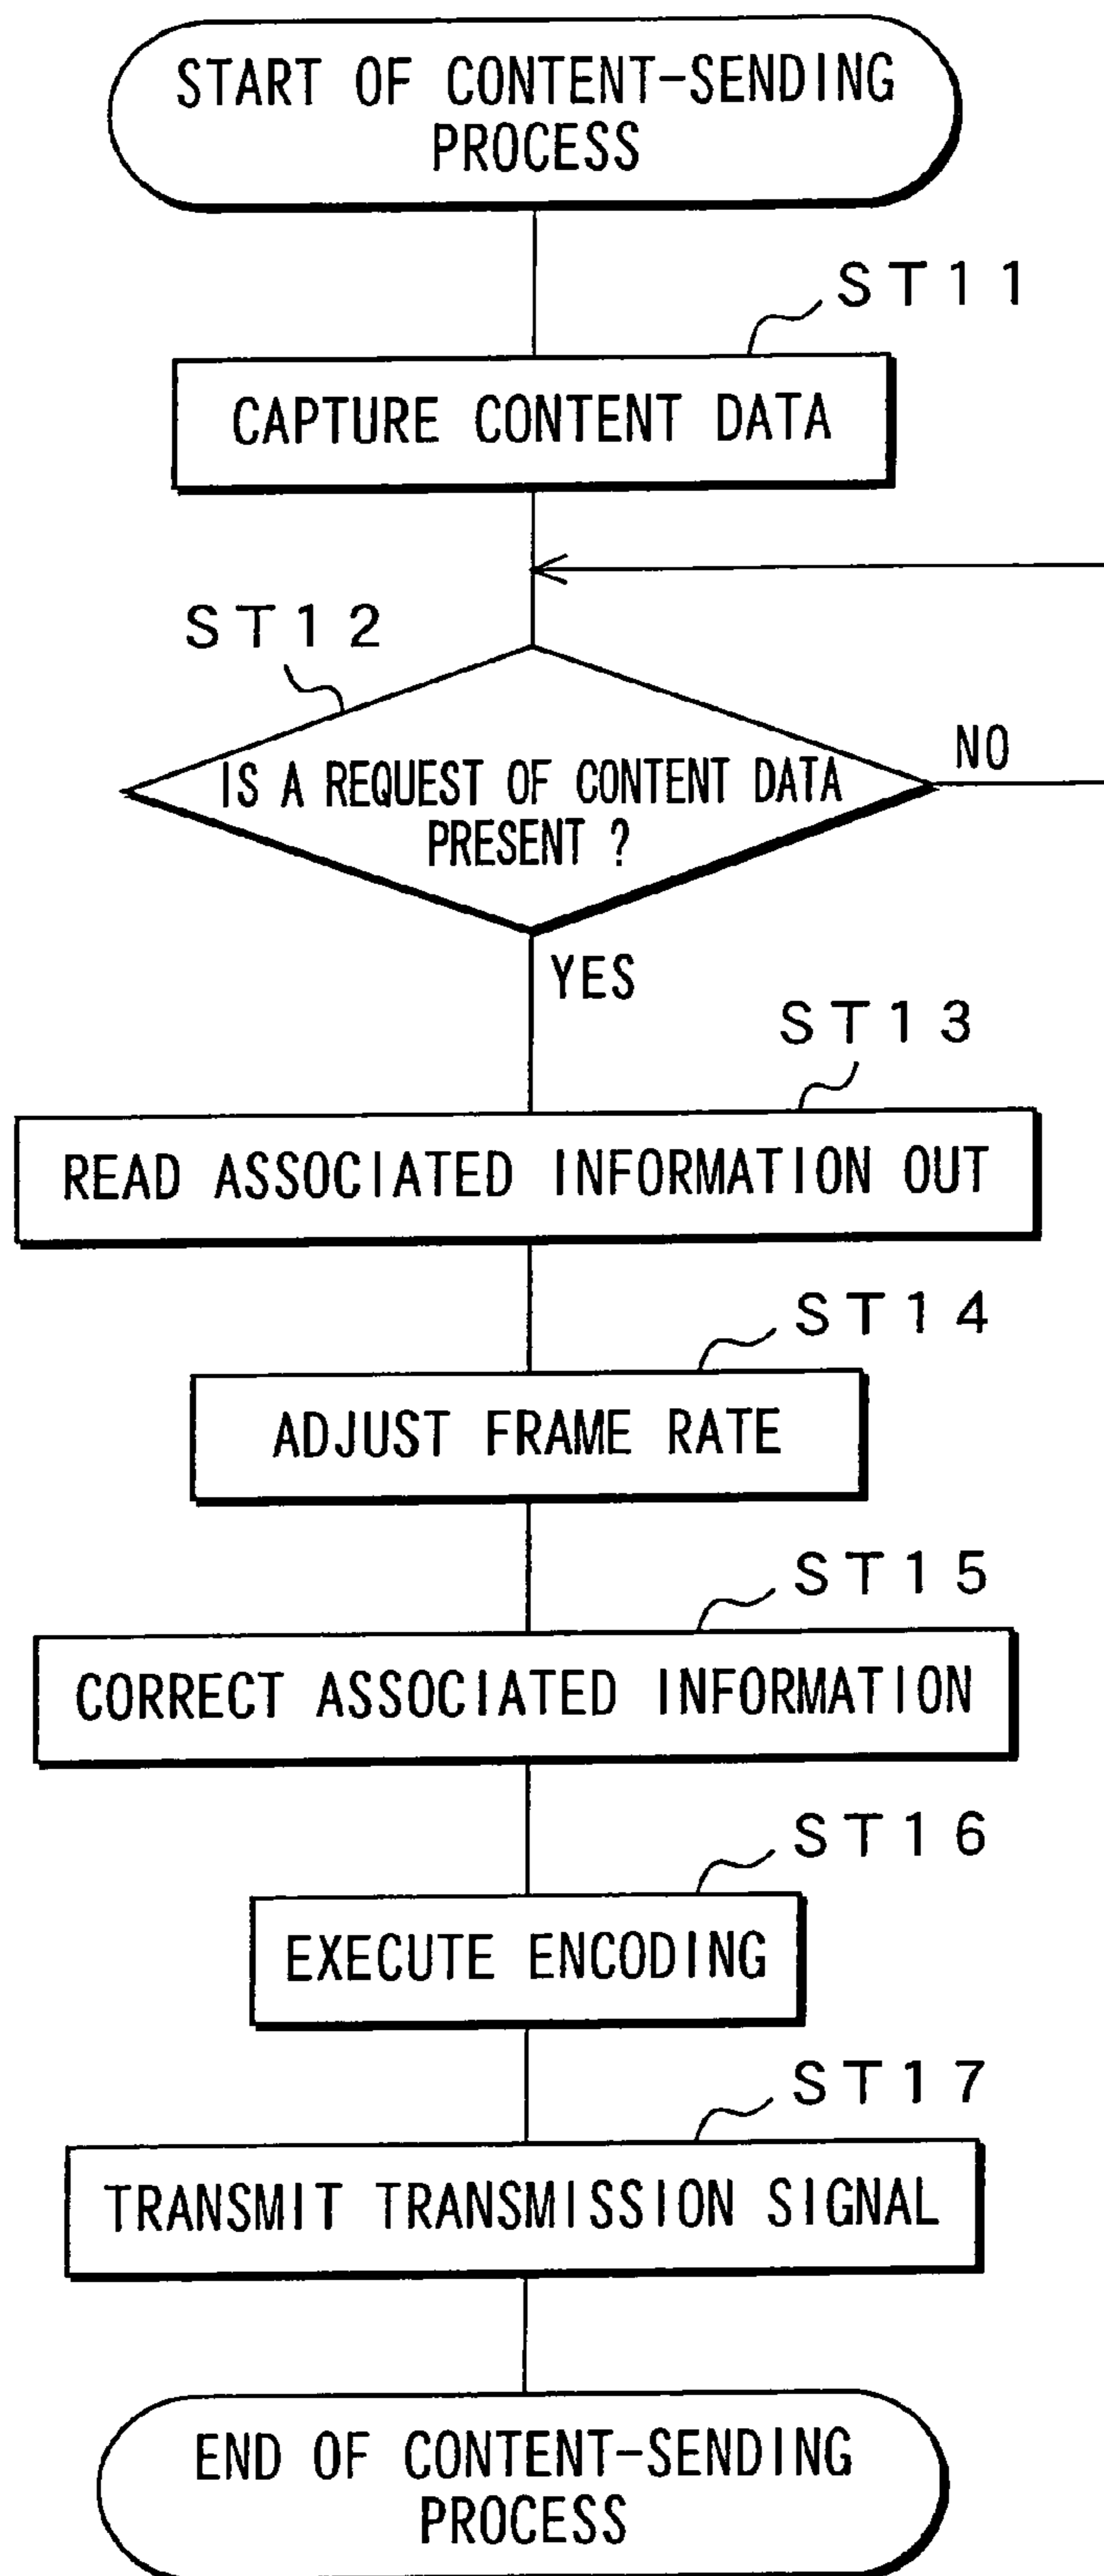 START OF CONTENT-SENDING
PROCESS
ST11
CAPTURE CONTENT DATA
ST12
IS A REQUEST OF CONTENT DATA
PRESENT ?
NO
YES
ST13
READ ASSOCIATED INFORMATION OUT
ST14
ADJUST FRAME RATE
ST15
CORRECT ASSOCIATED INFORMATION
ST16
EXECUTE ENCODING
ST17
TRANSMIT TRANSMISSION SIGNAL
END OF CONTENT-SENDING
PROCESS